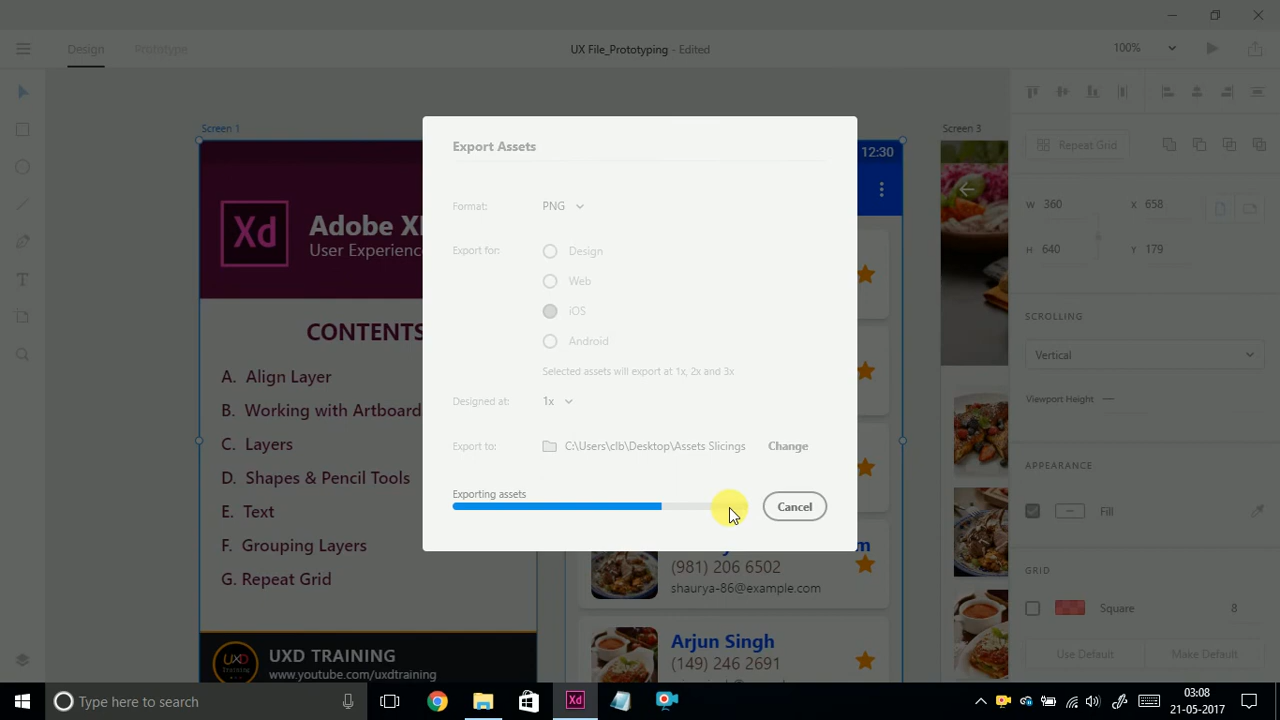 Design
Prototype
UX File_Prototyping - Edited
100%
Screen 1
12:30
Screen 3
Xd
Adobe X
User Experienc
CONTENTS
A. Align Layer
B. Working with Artboard
C. Layers
D. Shapes & Pencil Tools
E. Text
F. Grouping Layers
G. Repeat Grid
UXD
Training
UXD TRAINING
www.youtube.com/uxdtraining
Export Assets
Format:
PNG
Export for:
Design
Web
iOS
Android
Selected assets will export at 1x, 2x and 3x
Designed at:
1x
Export to:
C:\Users\clb\Desktop\Assets Slicings
Change
Exporting assets
Cancel
(981) 206 6502
shaurya-86@example.com
Arjun Singh
(149) 246 2691
Repeat Grid
W 360
X 658
H 640
Y 179
SCROLLING
Vertical
Viewport Height
APPEARANCE
Fill
GRID
Square
8
Use Default
Make Default
Type here to search
Xd
03:08
21-05-2017